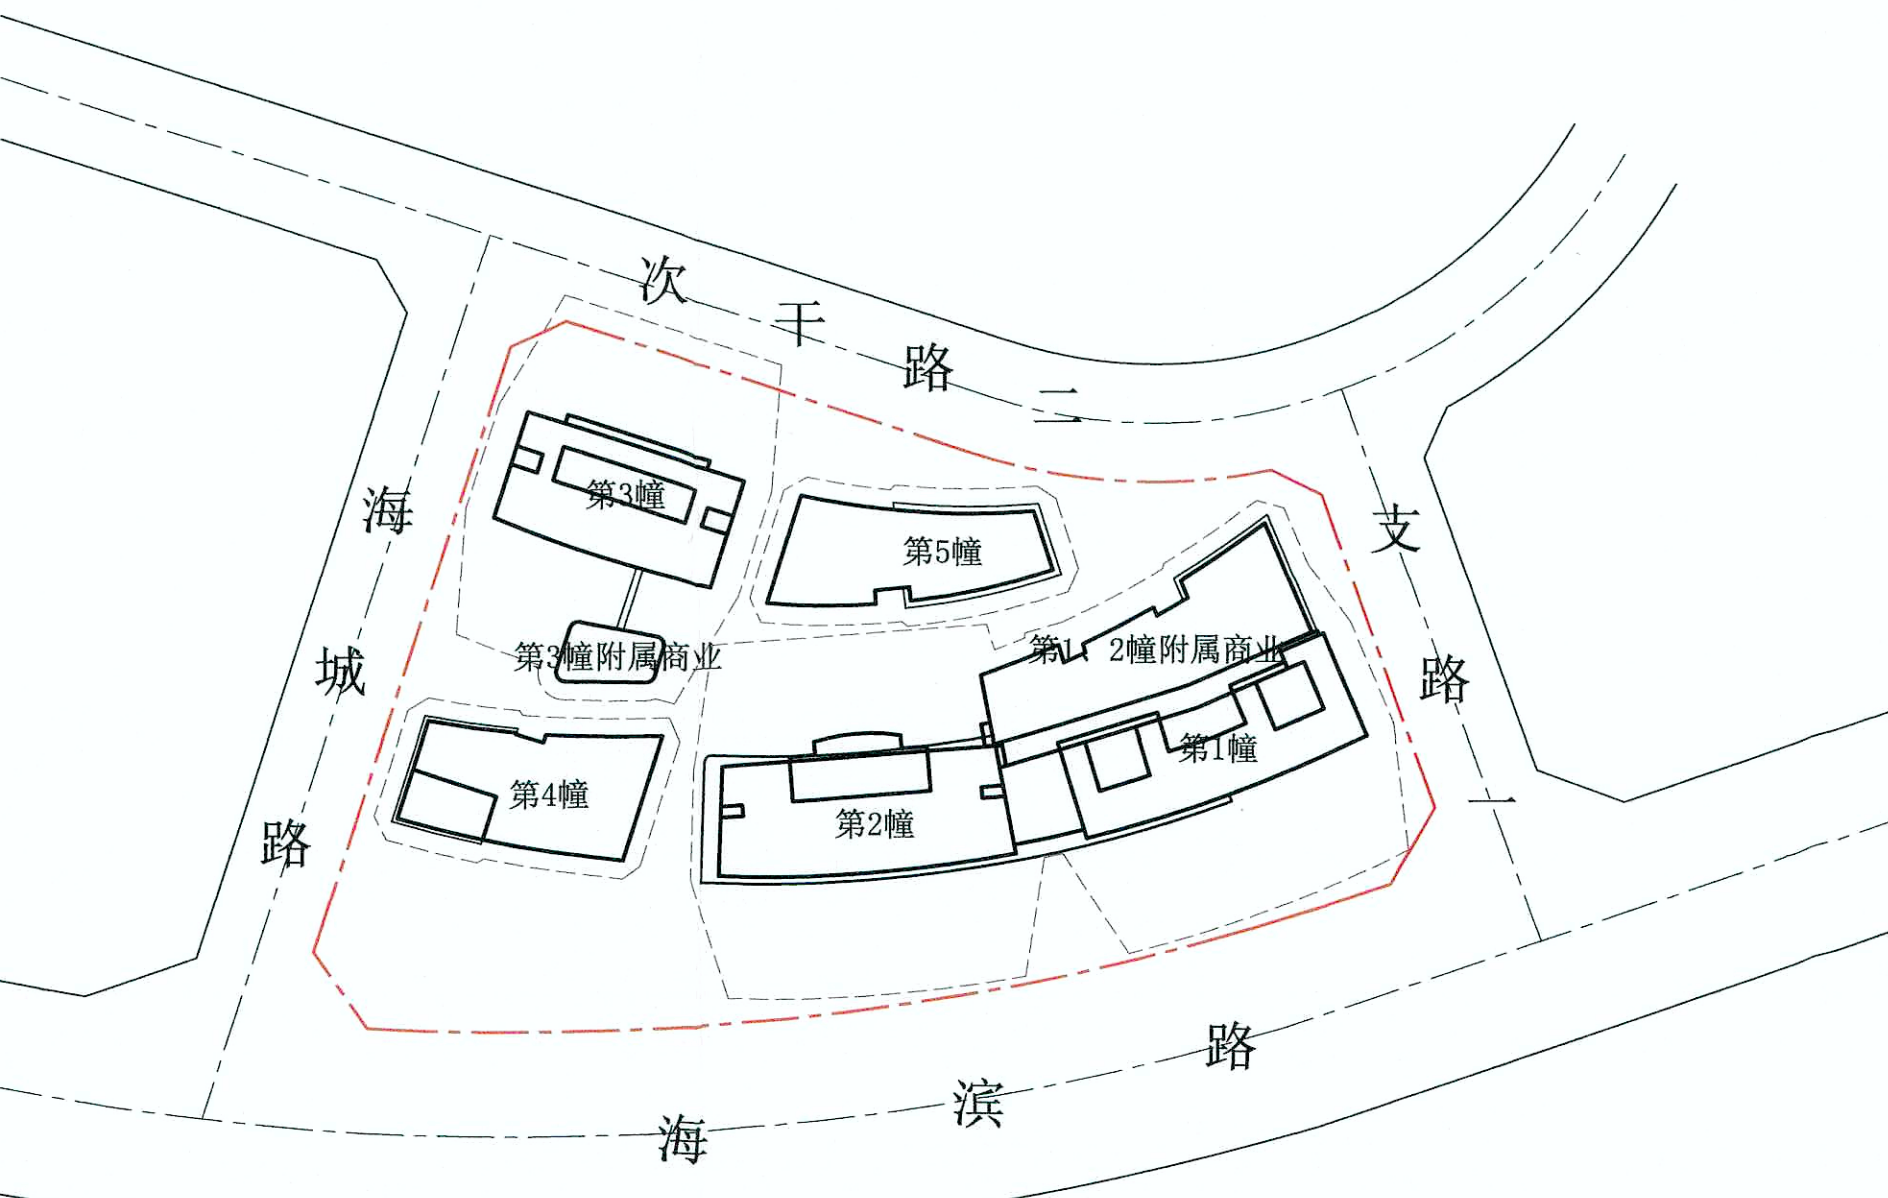 次干路二
海城路
支路一
第3幢
第5幢
第3幢附属商业
第1、2幢附属商业
第4幢
第1幢
第2幢
海滨路